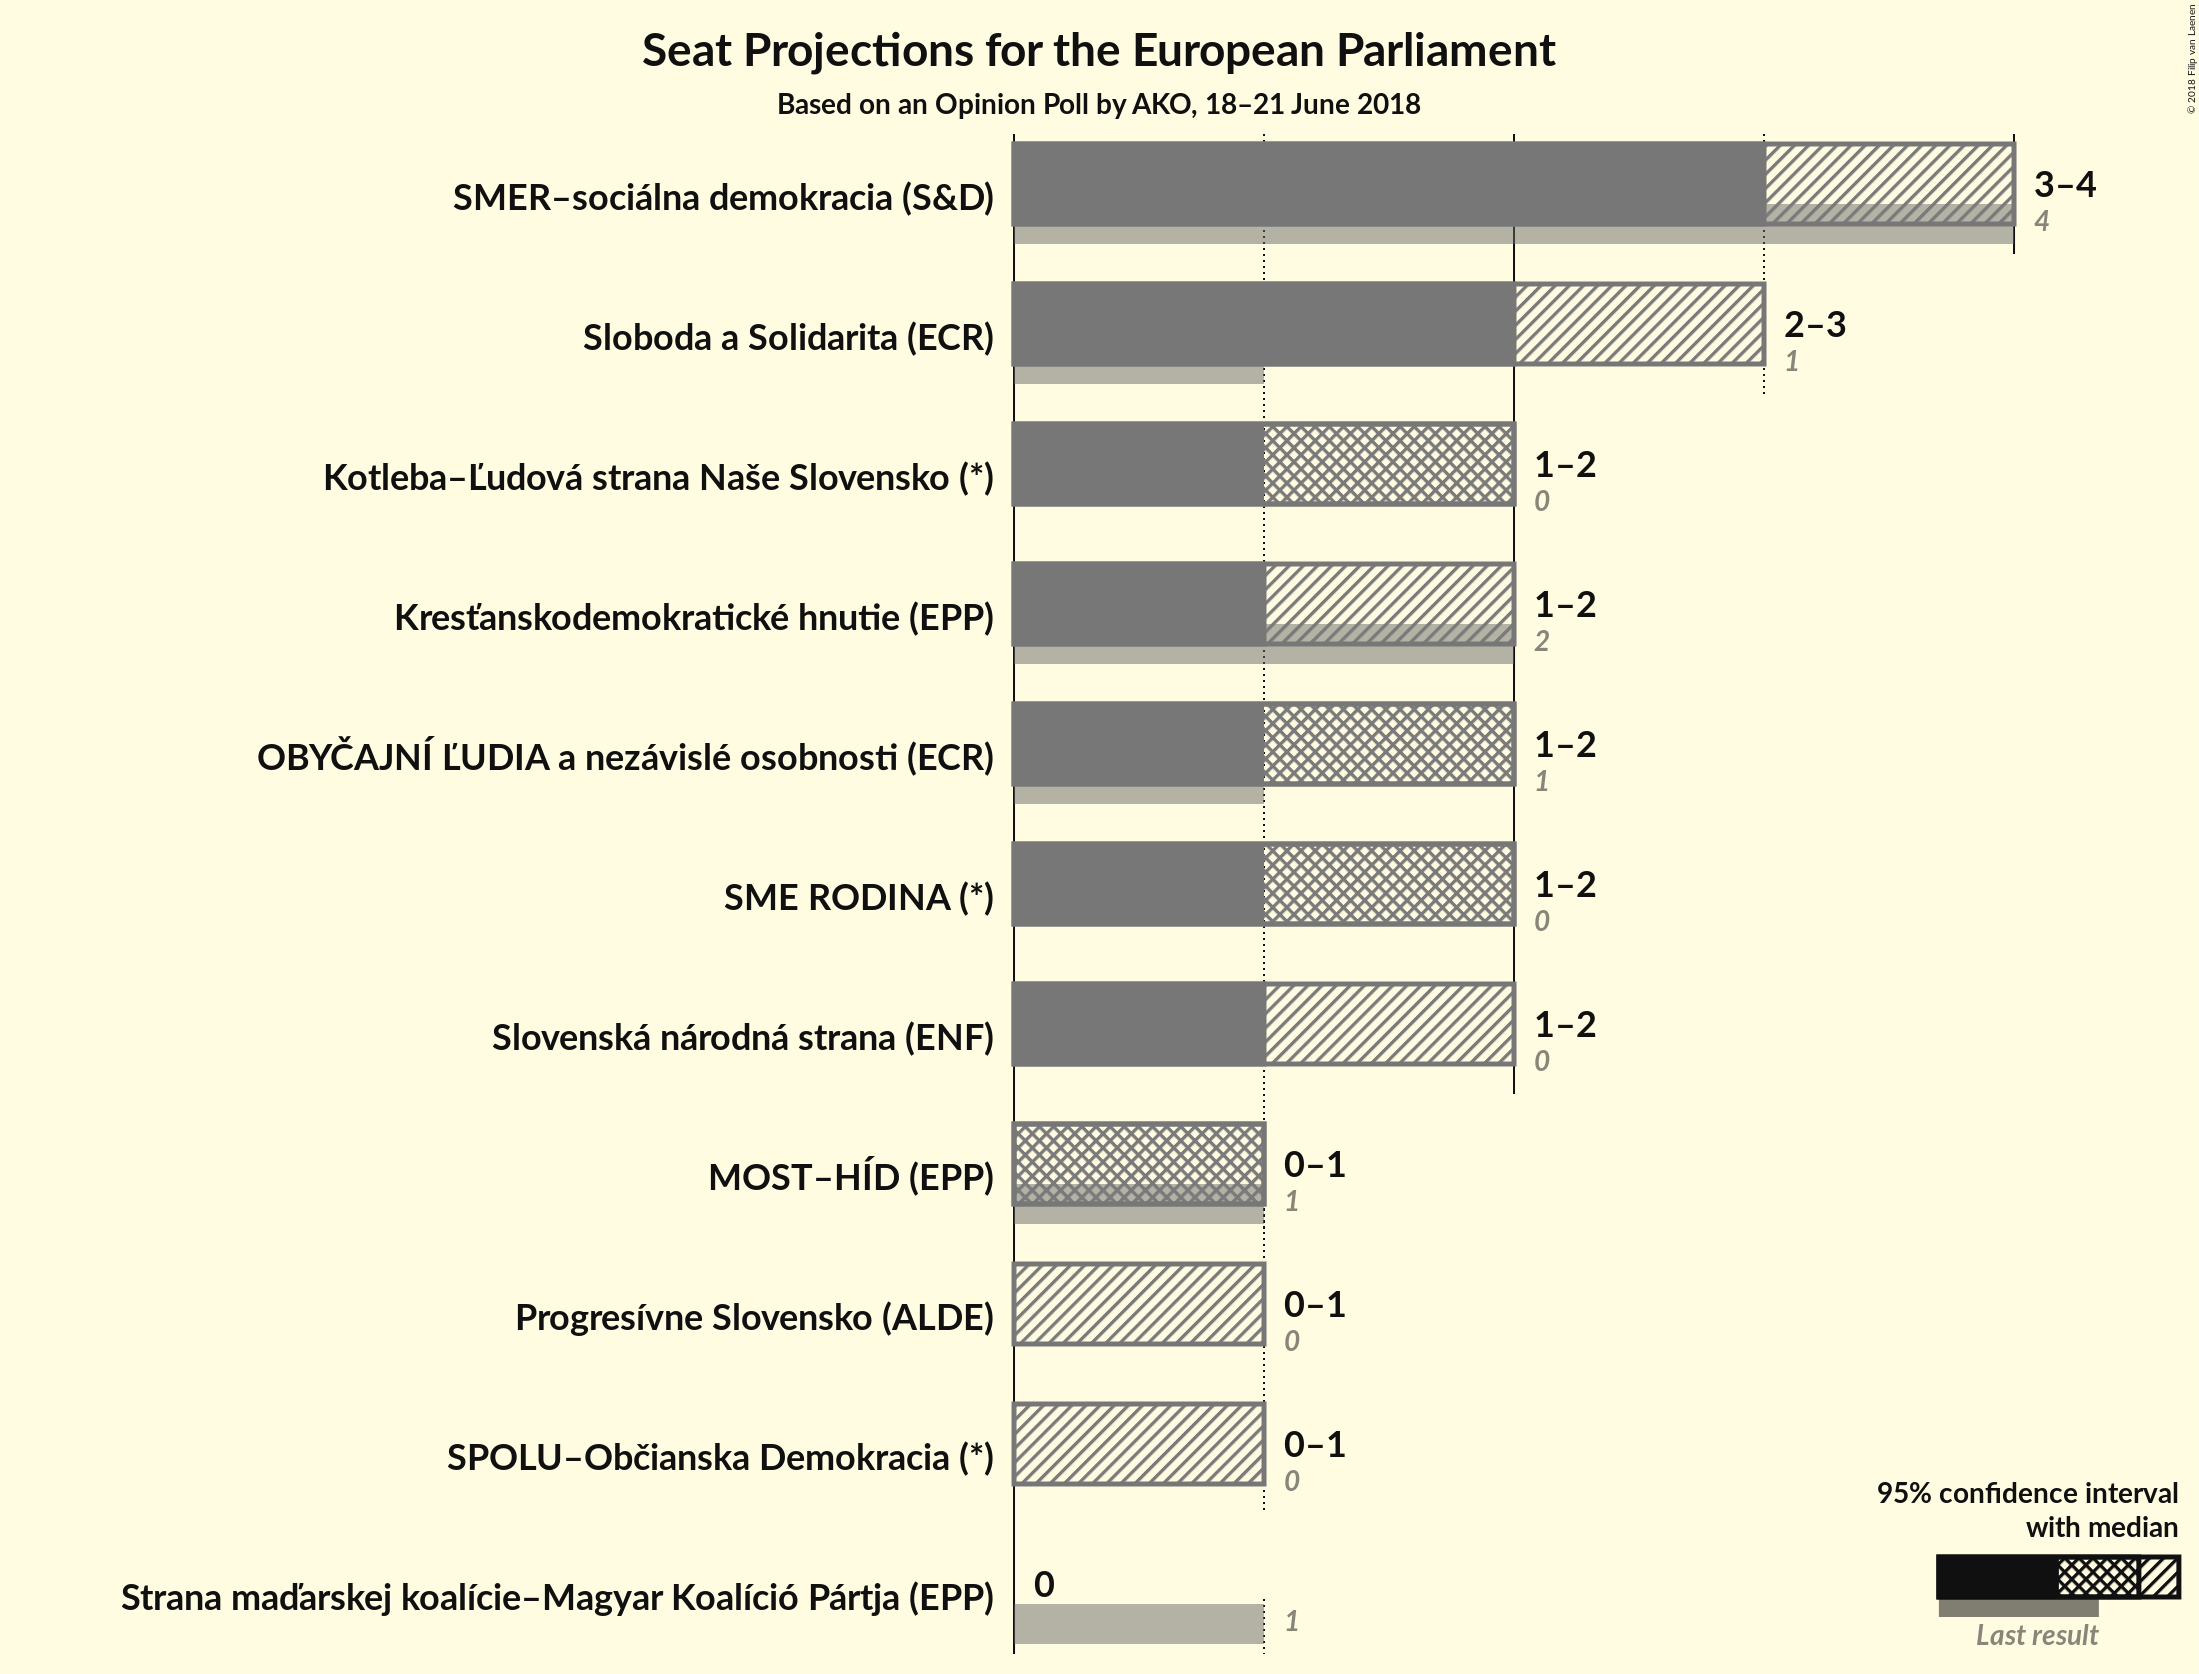 Seat Projections for the European Parliament
Based on an Opinion Poll by AKO, 18–21 June 2018
© 2018 Filip van Laenen
SMER–sociálna demokracia (S&D)
3–4
4
Sloboda a Solidarita (ECR)
2–3
1
Kotleba–Ľudová strana Naše Slovensko (*)
1–2
0
Kresťanskodemokratické hnutie (EPP)
1–2
2
OBYČAJNÍ ĽUDIA a nezávislé osobnosti (ECR)
1–2
1
SME RODINA (*)
1–2
0
Slovenská národná strana (ENF)
1–2
0
MOST–HÍD (EPP)
0–1
1
Progresívne Slovensko (ALDE)
0–1
0
SPOLU–Občianska Demokracia (*)
0–1
0
Strana maďarskej koalície–Magyar Koalíció Pártja (EPP)
0
1
95% confidence interval
with median
Last result